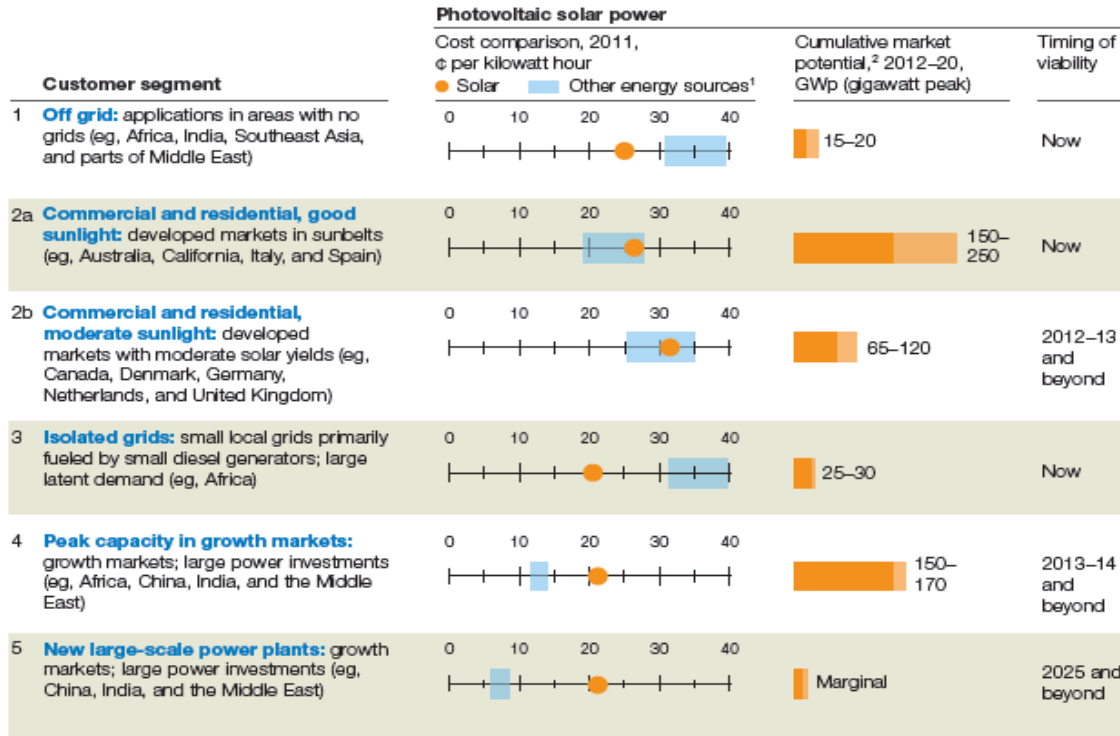 Photovoltaic solar power
Customer segment
Cost comparison, 2011,
¢ per kilowatt hour
Solar Other energy sources¹
Cumulative market
potential,² 2012–20,
GWp (gigawatt peak)
Timing of
viability
1 Off grid: applications in areas with no
grids (eg, Africa, India, Southeast Asia,
and parts of Middle East)
0 10 20 30 40
15–20
Now
2a Commercial and residential, good
sunlight: developed markets in sunbelts
(eg, Australia, California, Italy, and Spain)
0 10 20 30 40
150–
250
Now
2b Commercial and residential,
moderate sunlight: developed
markets with moderate solar yields (eg,
Canada, Denmark, Germany,
Netherlands, and United Kingdom)
0 10 20 30 40
65–120
2012–13
and
beyond
3 Isolated grids: small local grids primarily
fueled by small diesel generators; large
latent demand (eg, Africa)
0 10 20 30 40
25–30
Now
4 Peak capacity in growth markets:
growth markets; large power investments
(eg, Africa, China, India, and the Middle
East)
0 10 20 30 40
150–
170
2013–14
and
beyond
5 New large-scale power plants: growth
markets; large power investments (eg,
China, India, and the Middle East)
0 10 20 30 40
Marginal
2025 and
beyond